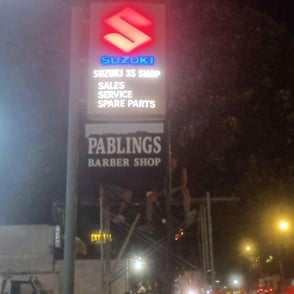 SUZUKI
SUZUKI 3S SHOP
SALES
SERVICE
SPARE PARTS
PABLINGS
BARBER SHOP